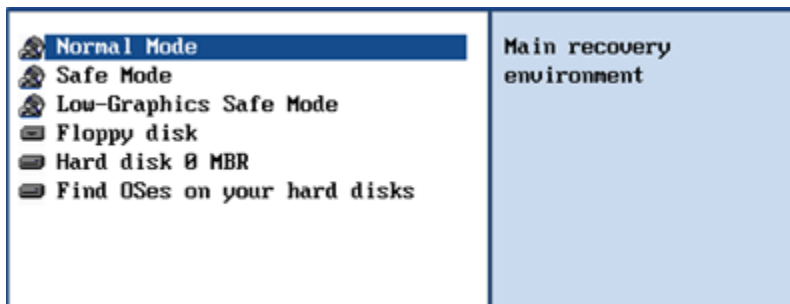 Normal Mode
Safe Mode
Low-Graphics Safe Mode
Floppy disk
Hard disk 0 MBR
Find OSes on your hard disks
Main recovery
environment